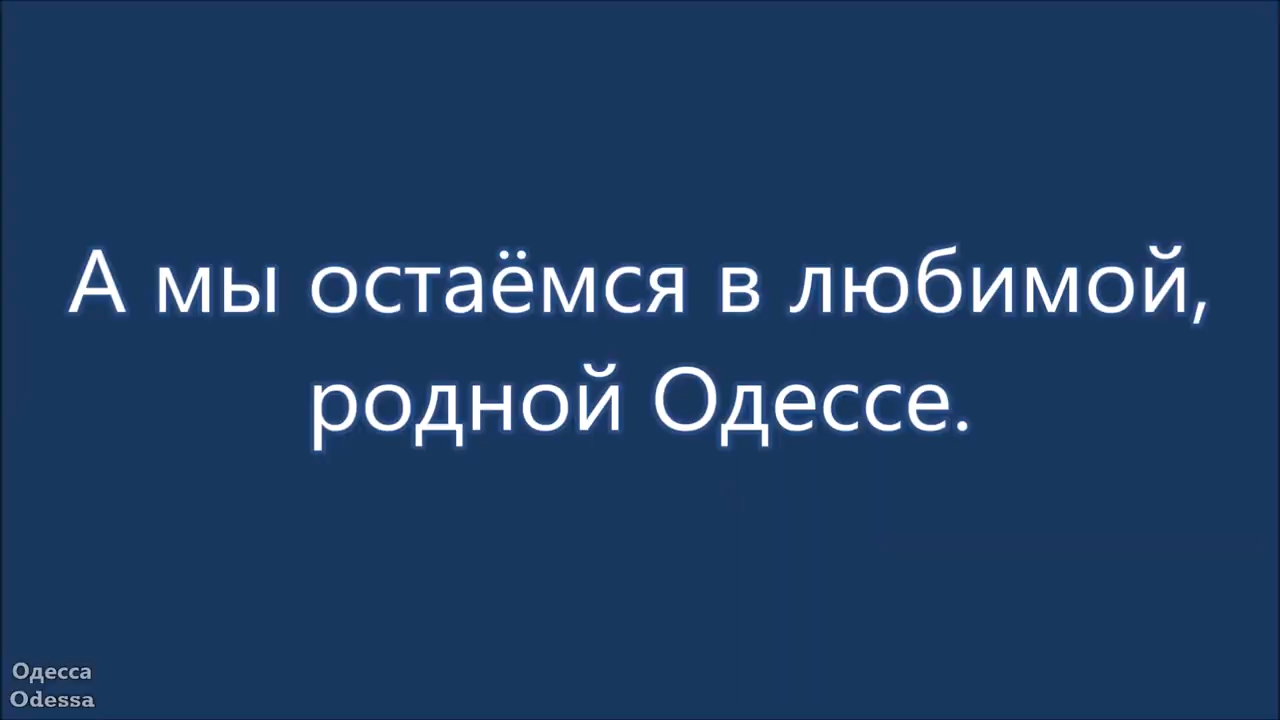 А мы остаёмся в любимой,
родной Одессе.
Одесса
Odessa